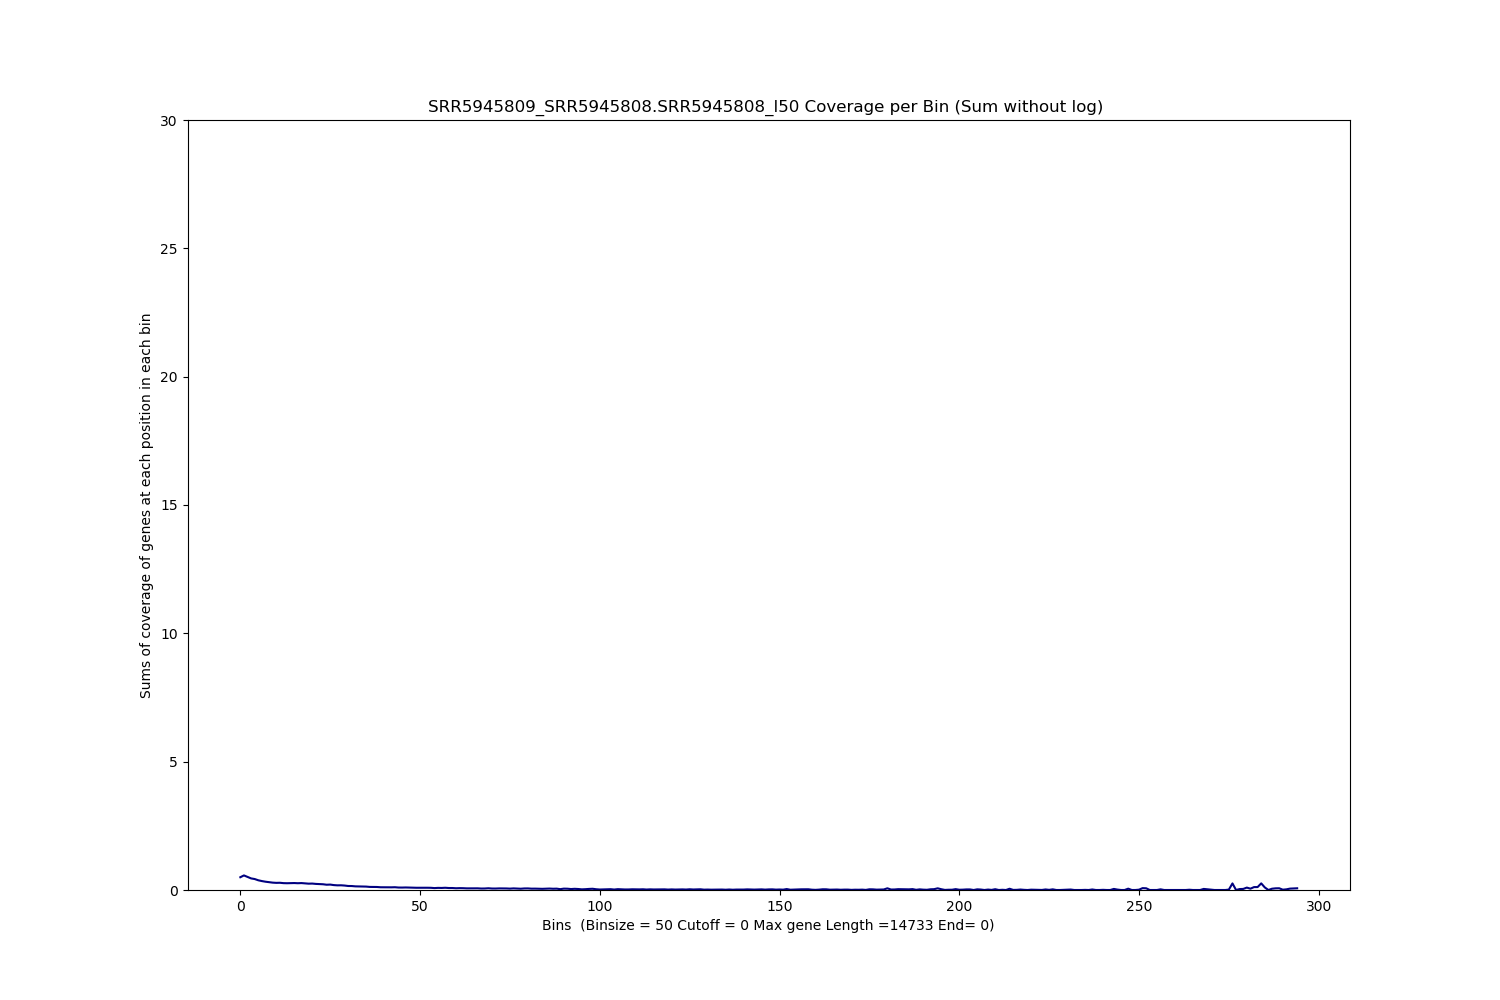 SRR5945809_SRR5945808.SRR5945808_l50 Coverage per Bin (Sum without log)
30
25
20
15
10
5
0
Sums of coverage of genes at each position in each bin
0 50 100 150 200 250 300
Bins  (Binsize = 50 Cutoff = 0 Max gene Length =14733 End= 0)